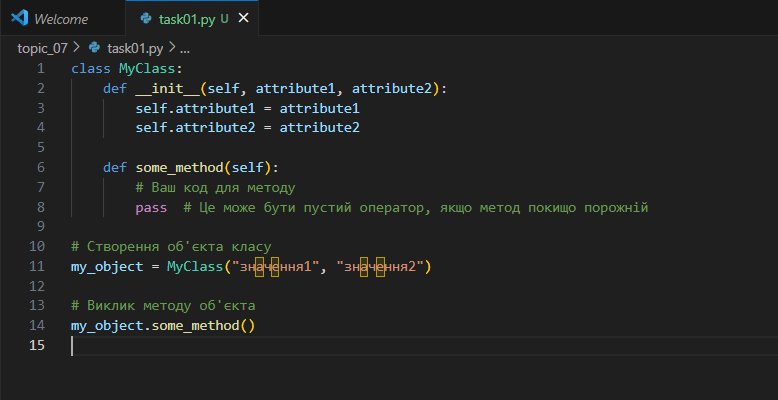 Welcome
task01.py U
topic_07 > task01.py > ...
1 class MyClass:
2     def __init__(self, attribute1, attribute2):
3         self.attribute1 = attribute1
4         self.attribute2 = attribute2
5
6     def some_method(self):
7         # Ваш код для методу
8         pass  # Це може бути пустий оператор, якщо метод покищо порожній
9
10 # Створення об'єкта класу
11 my_object = MyClass("значення1", "значення2")
12
13 # Виклик методу об'єкта
14 my_object.some_method()
15